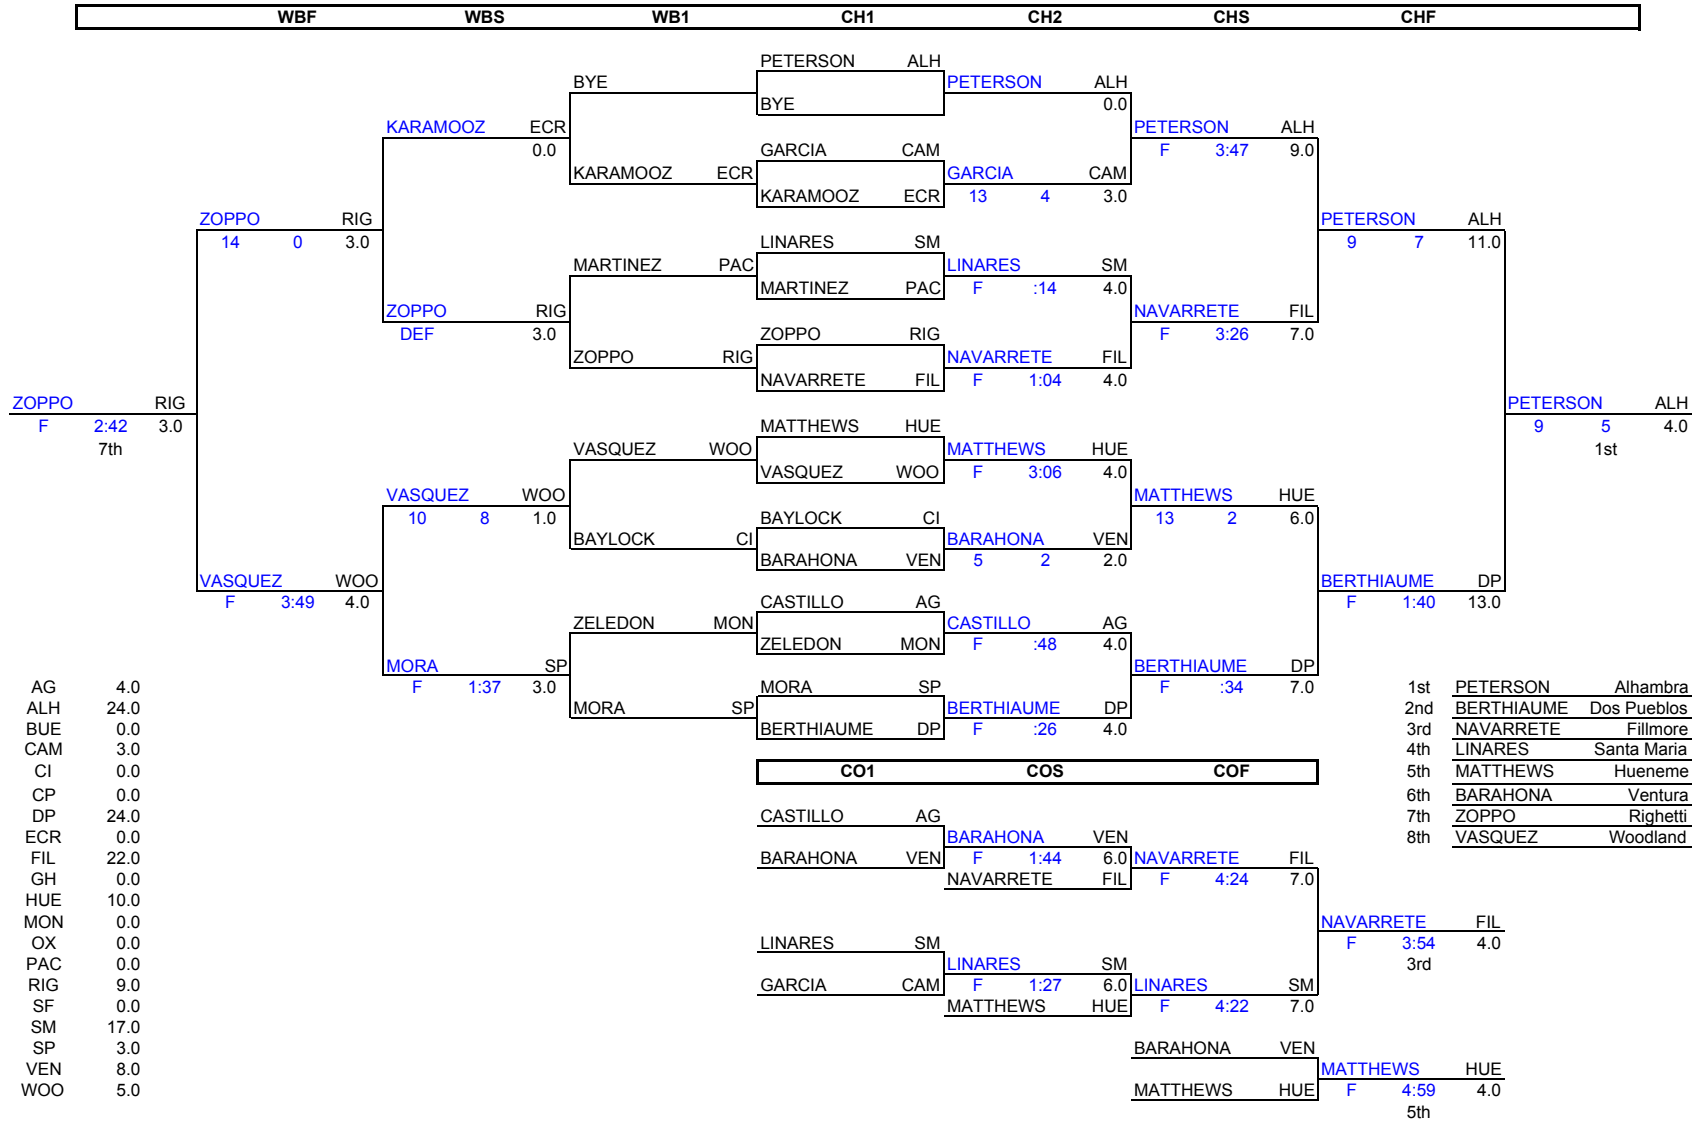 WBF WBS WB1 CH1 CH2 CHS CHF
PETERSON ALH
BYE PETERSON ALH
BYE 0.0
KARAMOOZ ECR PETERSON ALH
0.0 GARCIA CAM F 3:47 9.0
KARAMOOZ ECR GARCIA CAM
KARAMOOZ ECR 13 4 3.0
ZOPPO RIG PETERSON ALH
14 0 3.0 LINARES SM 9 7 11.0
MARTINEZ PAC LINARES SM
MARTINEZ PAC F :14 4.0
ZOPPO RIG NAVARRETE FIL
DEF 3.0 ZOPPO RIG F 3:26 7.0
ZOPPO RIG NAVARRETE FIL
NAVARRETE FIL F 1:04 4.0
ZOPPO RIG PETERSON ALH
F 2:42 3.0 MATTHEWS HUE 9 5 4.0
7th VASQUEZ WOO MATTHEWS HUE 1st
VASQUEZ WOO F 3:06 4.0
VASQUEZ WOO MATTHEWS HUE
10 8 1.0 BAYLOCK CI 13 2 6.0
BAYLOCK CI BARAHONA VEN
BARAHONA VEN 5 2 2.0
VASQUEZ WOO BERTHIAUME DP
F 3:49 4.0 CASTILLO AG F 1:40 13.0
ZELEDON MON CASTILLO AG
ZELEDON MON F :48 4.0
MORA SP BERTHIAUME DP
AG 4.0 F 1:37 3.0 MORA SP F :34 7.0 1st PETERSON Alhambra
ALH 24.0 MORA SP BERTHIAUME DP 2nd BERTHIAUME Dos Pueblos
BUE 0.0 BERTHIAUME DP F :26 4.0 3rd NAVARRETE Fillmore
CAM 3.0 4th LINARES Santa Maria
CI 0.0 CO1 COS COF 5th MATTHEWS Hueneme
CP 0.0 6th BARAHONA Ventura
DP 24.0 CASTILLO AG 7th ZOPPO Righetti
ECR 0.0 BARAHONA VEN 8th VASQUEZ Woodland
FIL 22.0 BARAHONA VEN F 1:44 6.0 NAVARRETE FIL
GH 0.0 NAVARRETE FIL F 4:24 7.0
HUE 10.0
MON 0.0 NAVARRETE FIL
OX 0.0 LINARES SM F 3:54 4.0
PAC 0.0 LINARES SM 3rd
RIG 9.0 GARCIA CAM F 1:27 6.0 LINARES SM
SF 0.0 MATTHEWS HUE F 4:22 7.0
SM 17.0
SP 3.0 BARAHONA VEN
VEN 8.0 MATTHEWS HUE
WOO 5.0 MATTHEWS HUE F 4:59 4.0
5th